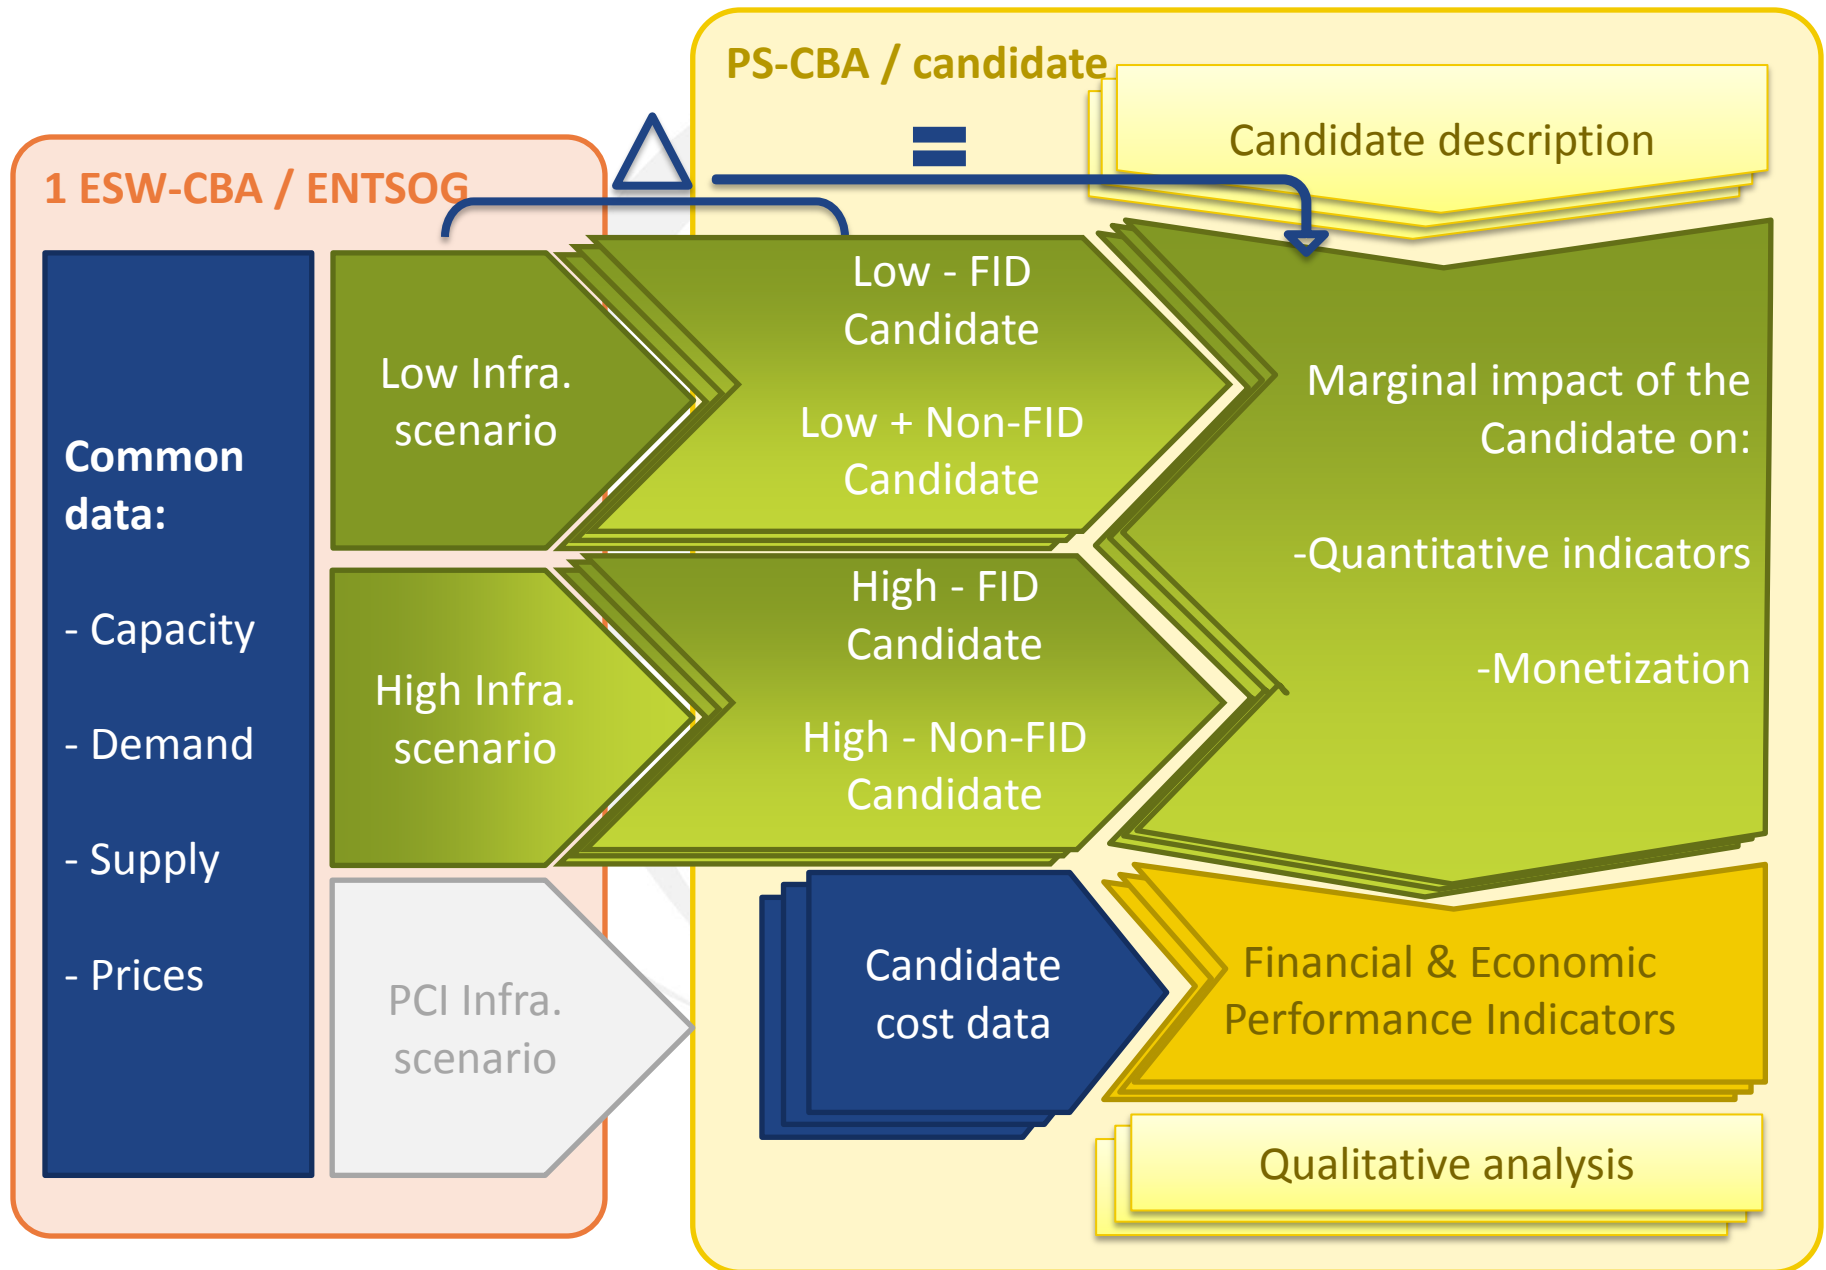 PS-CBA / candidate
Candidate description
1 ESW-CBA / ENTSOG
=
Common
data:
- Capacity
- Demand
- Supply
- Prices
Low Infra.
scenario
High Infra.
scenario
PCI Infra.
scenario
Low - FID
Candidate
Low + Non-FID
Candidate
High - FID
Candidate
High - Non-FID
Candidate
Marginal impact of the
Candidate on:
-Quantitative indicators
-Monetization
Candidate
cost data
Financial & Economic
Performance Indicators
Qualitative analysis